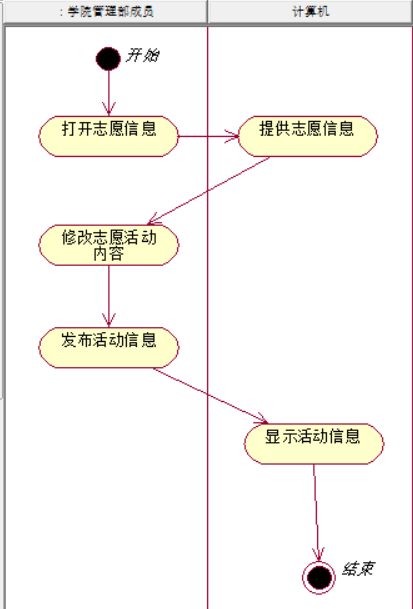 ：学院管理部成员
计算机
开始
打开志愿信息
提供志愿信息
修改志愿活动
内容
发布活动信息
显示活动信息
结束